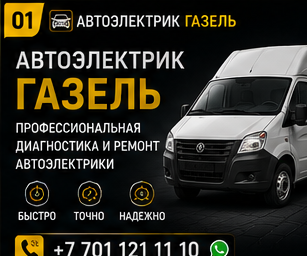 01 АВТОЭЛЕКТРИК ГАЗЕЛЬ
АВТОЭЛЕКТРИК
ГАЗЕЛЬ
ПРОФЕССИОНАЛЬНАЯ
ДИАГНОСТИКА И РЕМОНТ
АВТОЭЛЕКТРИКИ
БЫСТРО ТОЧНО НАДЕЖНО
+7 701 121 11 10